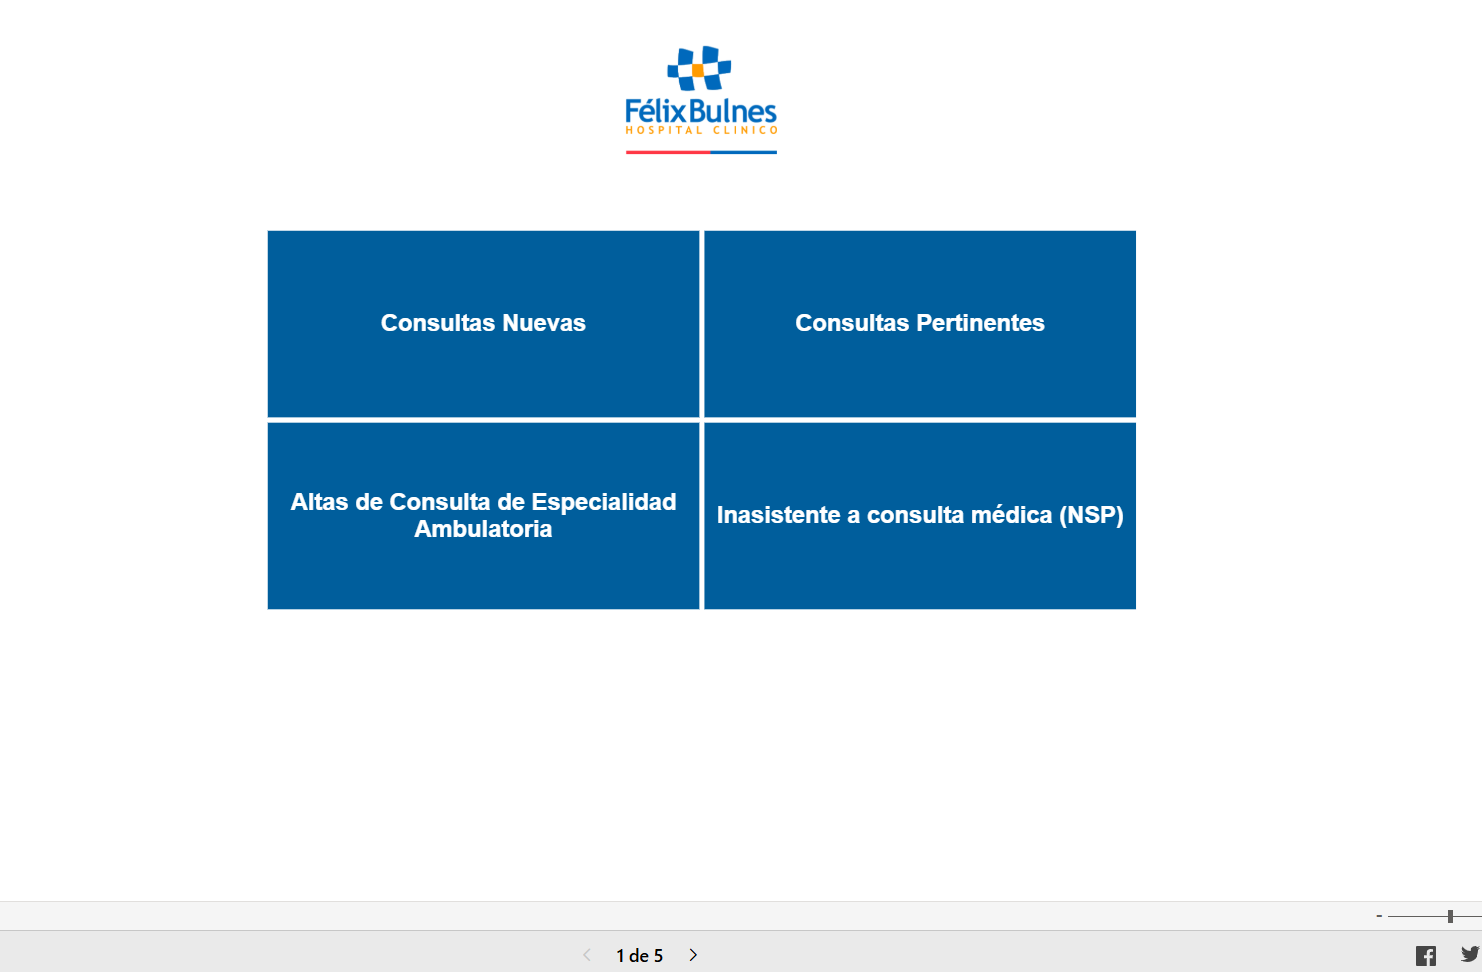 FélixBulnes
HOSPITAL CLINICO
Consultas Nuevas
Consultas Pertinentes
Altas de Consulta de Especialidad
Ambulatoria
Inasistente a consulta médica (NSP)
-
1 de 5